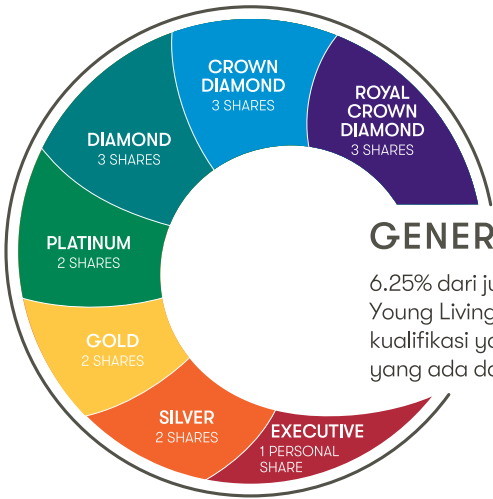 CROWN
DIAMOND
3 SHARES
ROYAL
CROWN
DIAMOND
3 SHARES
DIAMOND
3 SHARES
PLATINUM
2 SHARES
GOLD
2 SHARES
SILVER
2 SHARES
EXECUTIVE
1 PERSONAL
SHARE
GENER
6.25% dari ju
Young Living
kualifikasi ya
yang ada da